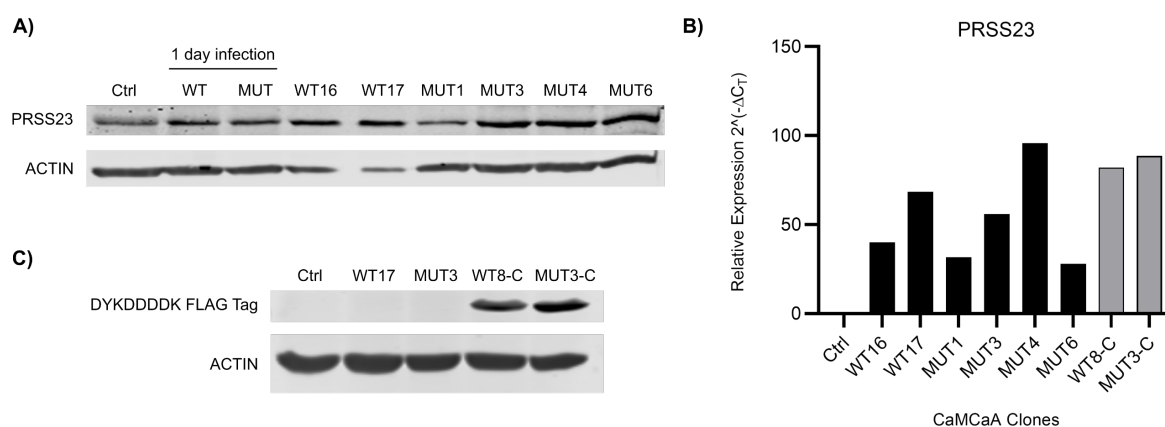 A)
1 day infection
Ctrl WT MUT WT16 WT17 MUT1 MUT3 MUT4 MUT6
PRSS23
ACTIN
B)
PRSS23
Relative Expression 2^(-ΔCT)
150
100
50
0
Ctrl WT16 WT17 MUT1 MUT3 MUT4 MUT6 WT8-C MUT3-C
CaMCaA Clones
C)
Ctrl WT17 MUT3 WT8-C MUT3-C
DYKDDDDK FLAG Tag
ACTIN